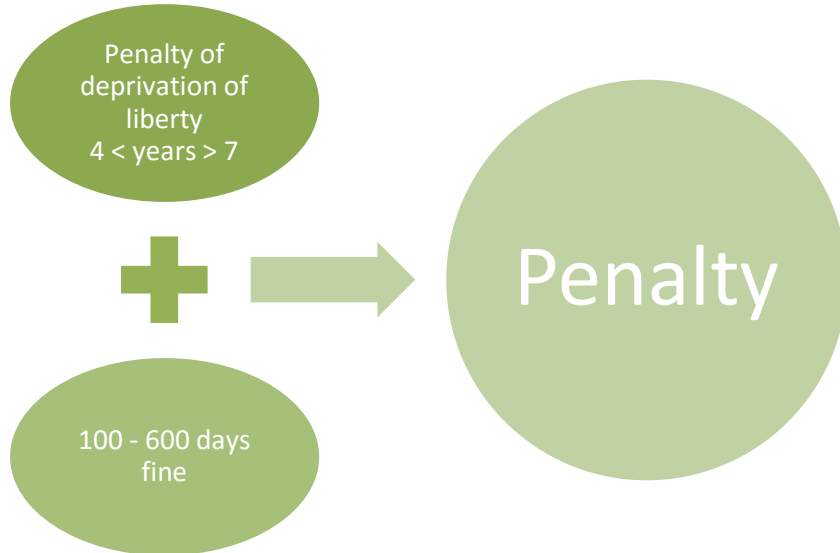 Penalty of
deprivation of
liberty
4 < years > 7
100 - 600 days
fine
Penalty